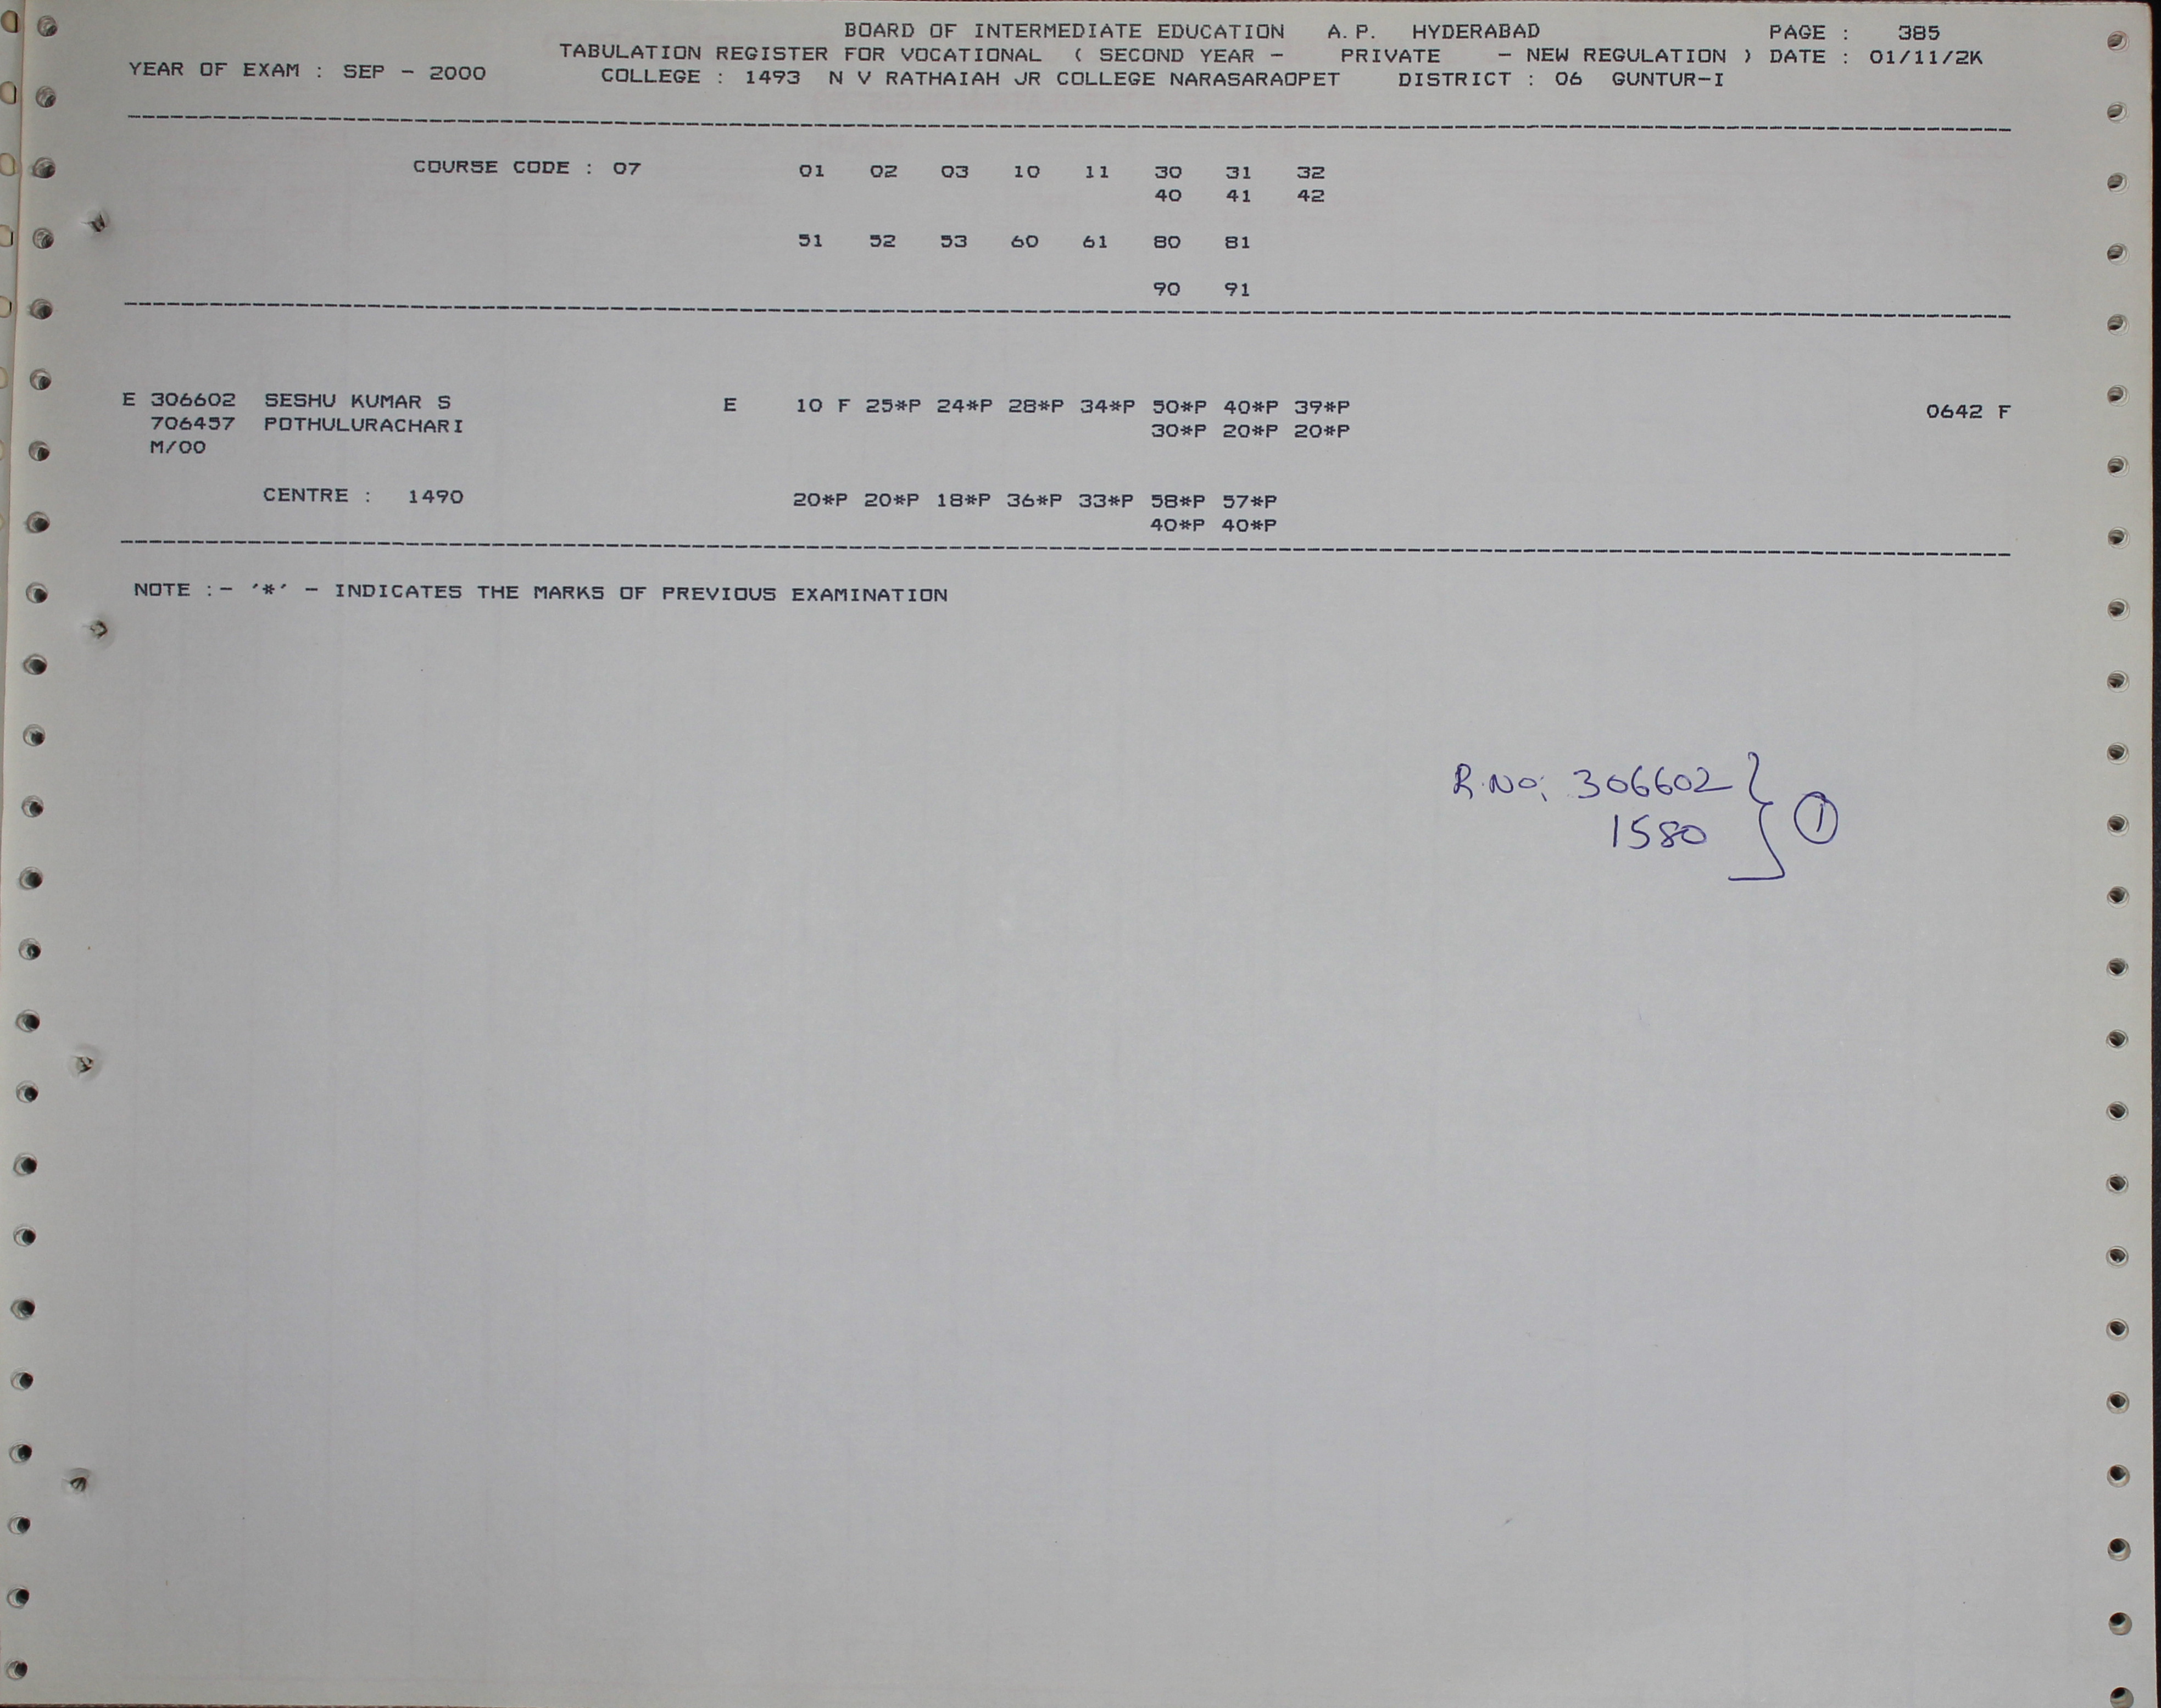 BOARD OF INTERMEDIATE EDUCATION A.P. HYDERABAD PAGE : 385
TABULATION REGISTER FOR VOCATIONAL ( SECOND YEAR - PRIVATE - NEW REGULATION ) DATE : 01/11/2K
YEAR OF EXAM : SEP - 2000 COLLEGE : 1493 N V RATHAIAH JR COLLEGE NARASARAOPET DISTRICT : 06 GUNTUR-I
COURSE CODE : 07 01 02 03 10 11 30 31 32
40 41 42
51 52 53 60 61 80 81
90 91
E 306602 SESHU KUMAR S E 10 F 25*P 24*P 28*P 34*P 50*P 40*P 39*P 0642 F
706457 POTHULURACHARI 30*P 20*P 20*P
M/00
CENTRE : 1490 20*P 20*P 18*P 36*P 33*P 58*P 57*P
40*P 40*P
NOTE :- '*' - INDICATES THE MARKS OF PREVIOUS EXAMINATION
R.No: 306602
1580 } 1